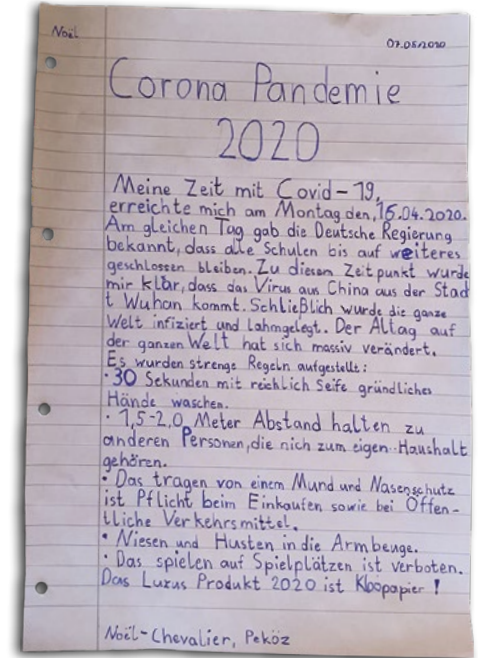 Noël
07.05.2020
Corona Pandemie
2020
Meine Zeit mit Covid-19,
erreichte mich am Montag den, 16.04.2020.
Am gleichen Tag gab die Deutsche Regierung
bekannt, dass alle Schulen bis auf weiteres
geschlossen bleiben. Zu diesem Zeitpunkt wurde
mir klar, dass das Virus aus China aus der Stad
t Wuhan kommt. Schließlich wurde die ganze
Welt infiziert und lahmgelegt. Der Alltag auf
der ganzen Welt hat sich massiv verändert.
Es wurden strenge Regeln aufgestellt:
· 30 Sekunden mit reichlich Seife gründliches
Hände waschen.
· 1,5-2,0 Meter Abstand halten zu
anderen Personen, die nich zum eigen Haushalt
gehören.
· Das tragen von einem Mund und Nasenschutz
ist Pflicht beim Einkaufen sowie bei Öffen-
tliche Verkehrsmittel.
· Niesen und Husten in die Armbeuge.
· Das spielen auf Spielplätzen ist verboten.
Das Luxus Produkt 2020 ist Kloopapier !
Noël-Chevalier, Peköz